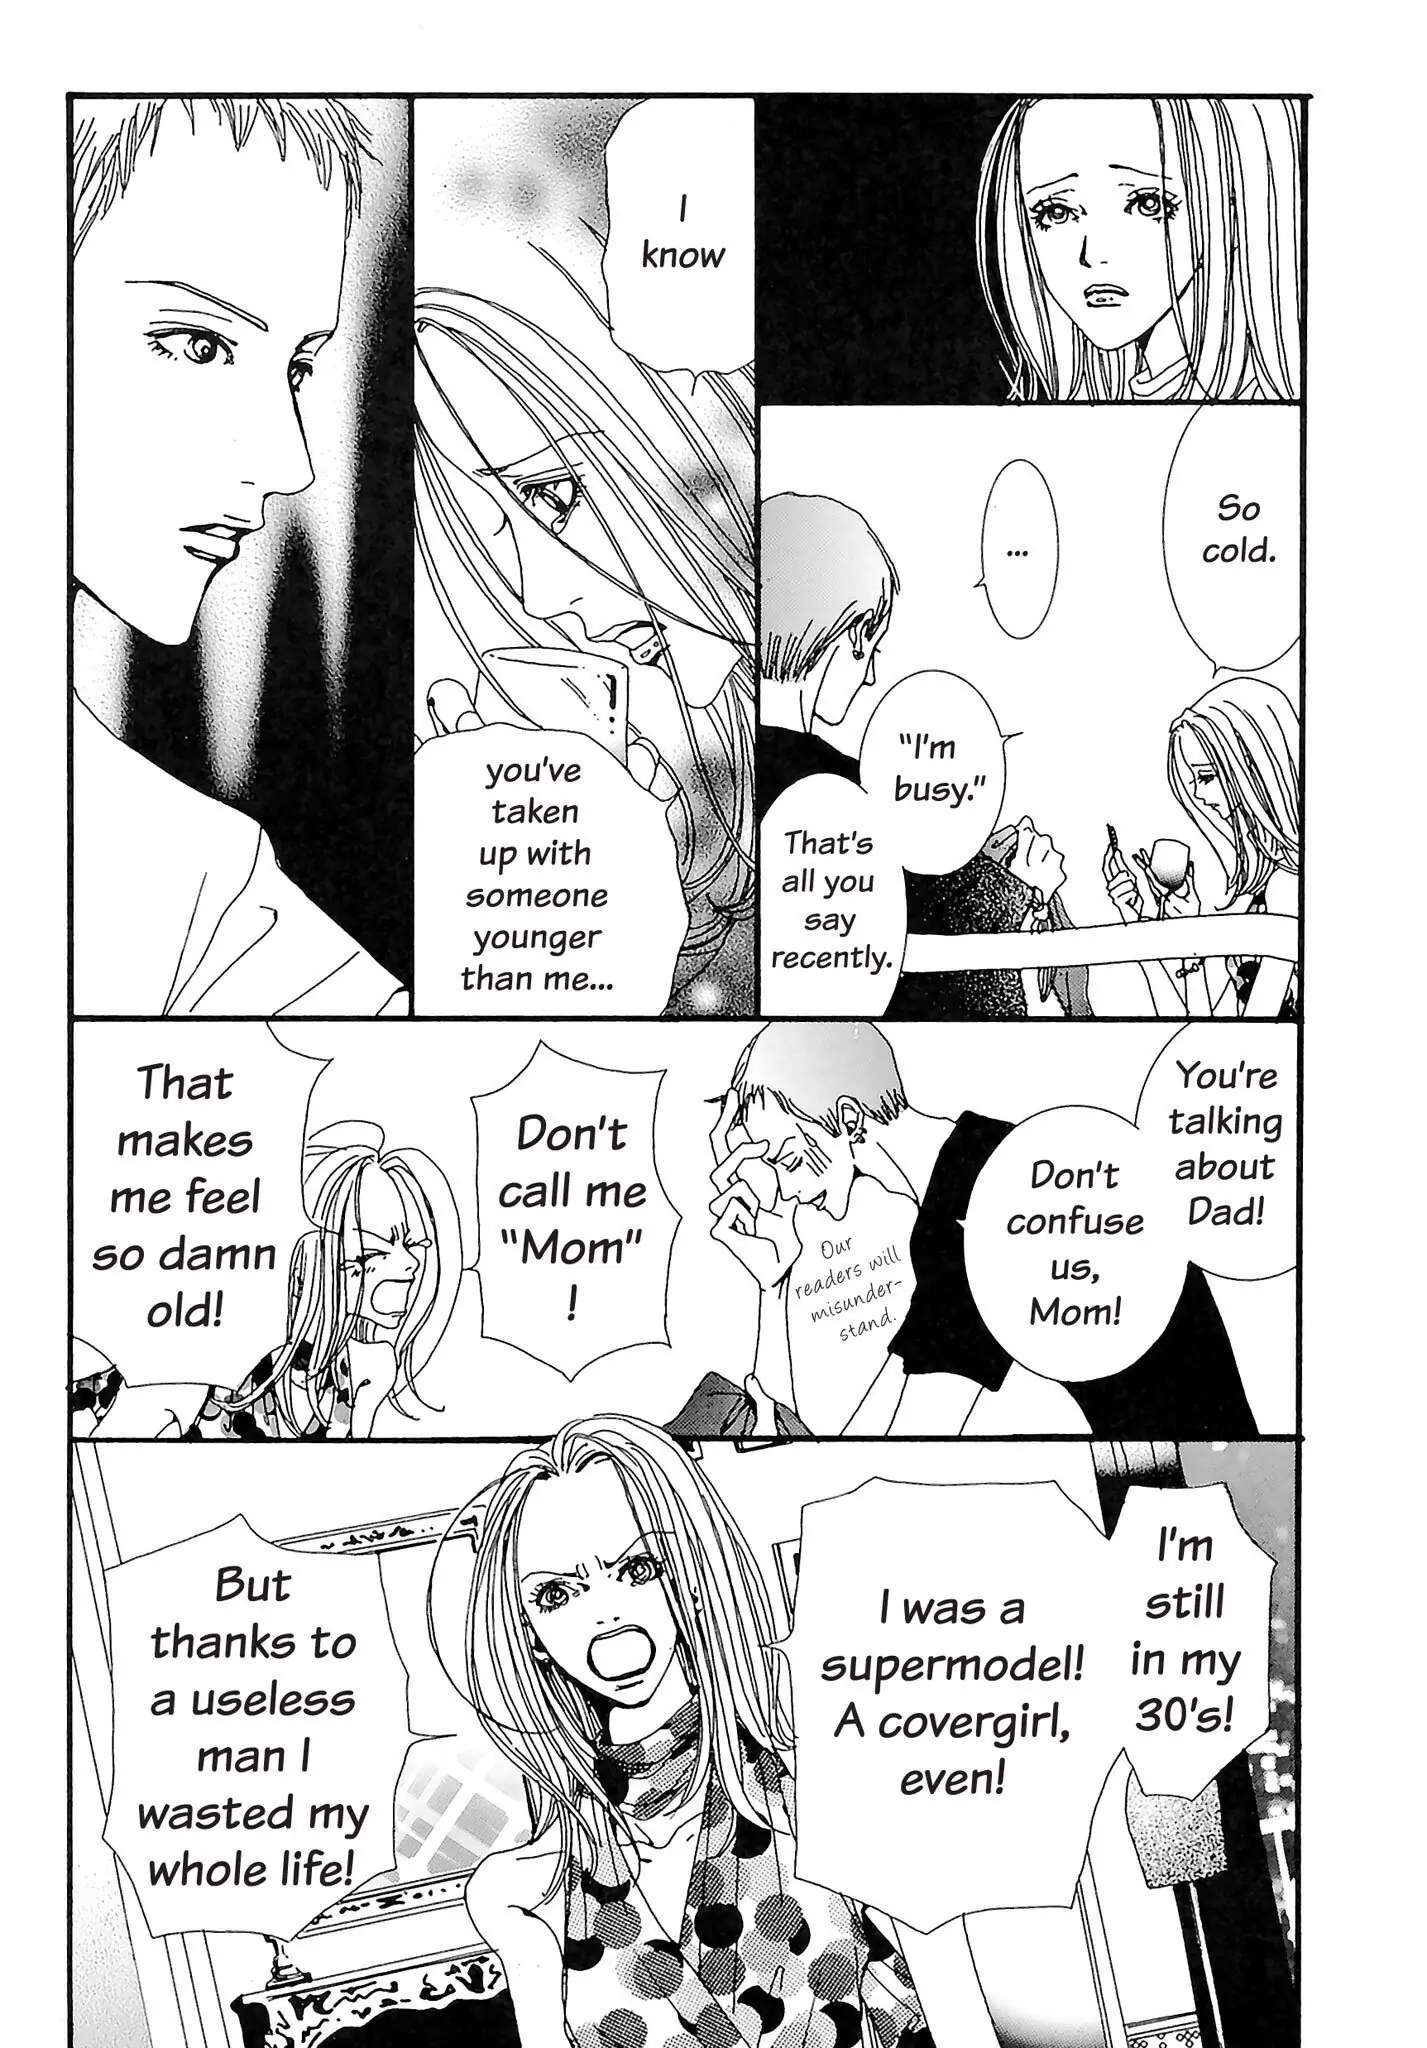 So
cold.
...
"I'm
busy."
That's
all you
say
recently.
I
know
you've
taken
up with
someone
younger
than me...
You're
talking
about
Dad!
Don't
confuse
us,
Mom!
Our
readers will
misunder-
stand.
Don't
call me
"Mom"
!
That
makes
me feel
so damn
old!
I'm
still
in my
30's!
I was a
supermodel!
A covergirl,
even!
But
thanks to
a useless
man I
wasted my
whole life!